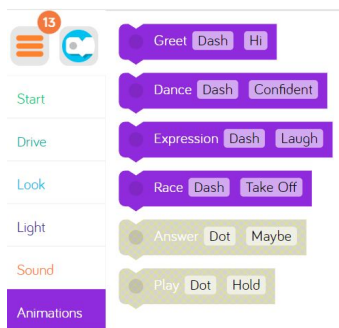 13
Start
Drive
Look
Light
Sound
Animations
Greet Dash Hi
Dance Dash Confident
Expression Dash Laugh
Race Dash Take Off
Answer Dot Maybe
Play Dot Hold